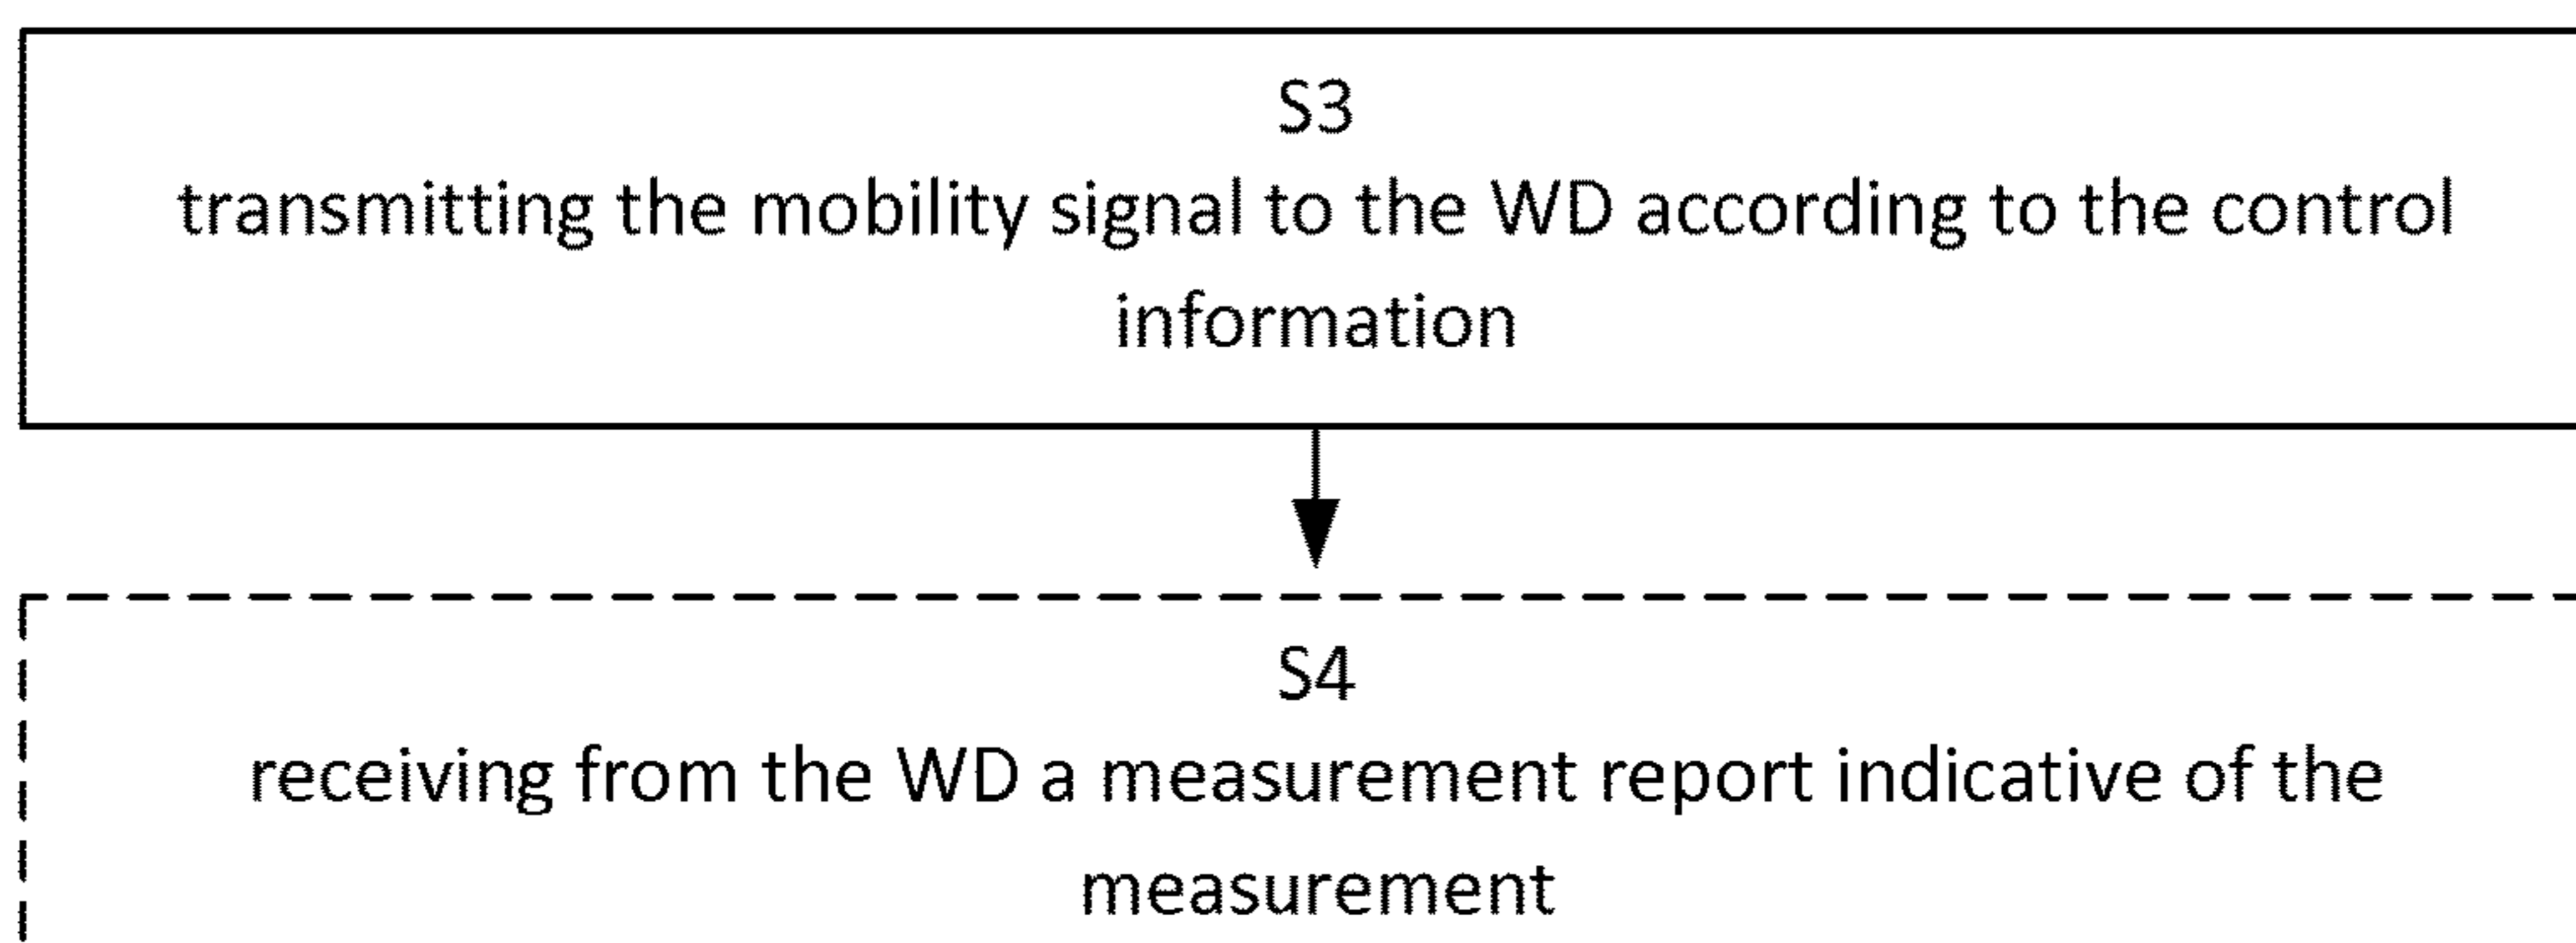 S3
transmitting the mobility signal to the WD according to the control
information
S4
receiving from the WD a measurement report indicative of the
measurement